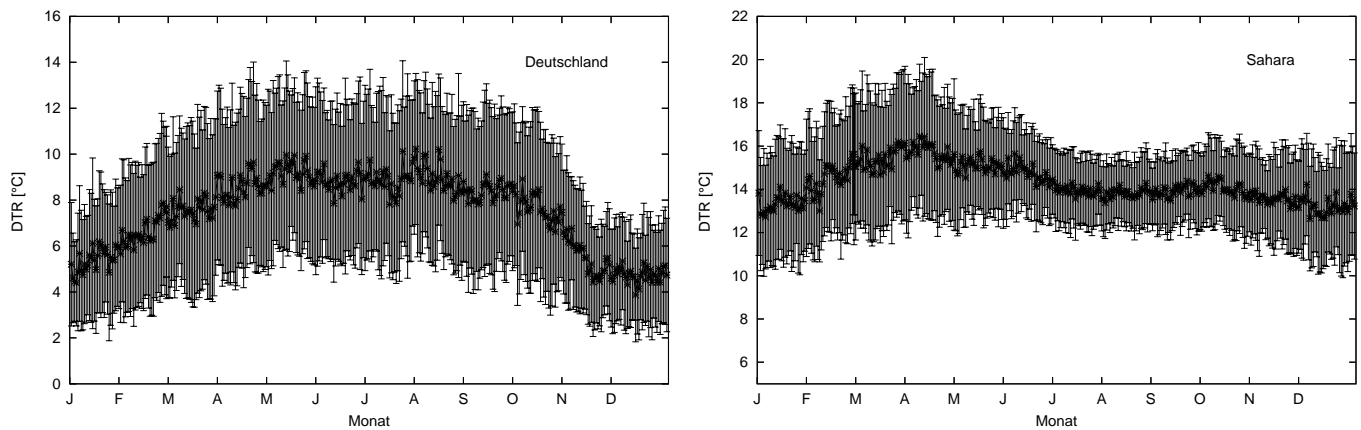 16
14
12
10
8
6
4
2
0
DTR [°C]
Deutschland
J F M A M J J A S O N D
Monat
22
20
18
16
14
12
10
8
6
DTR [°C]
Sahara
J F M A M J J A S O N D
Monat